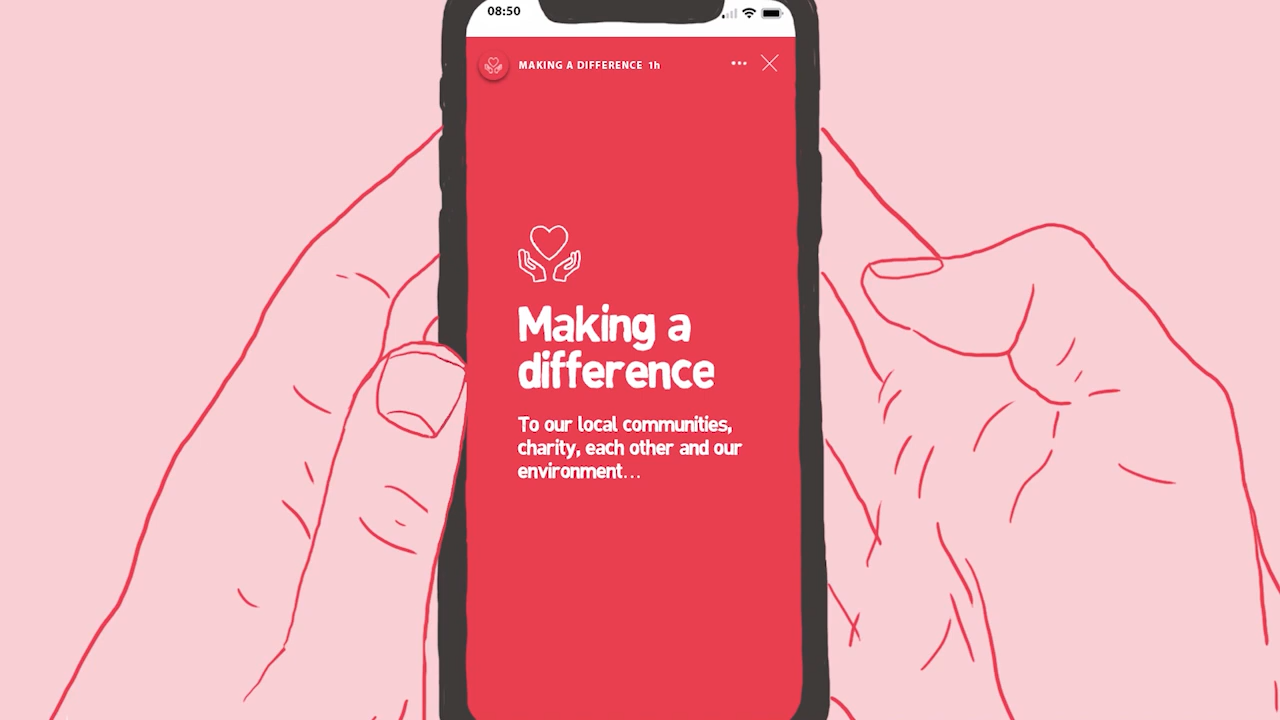 08:50
MAKING A DIFFERENCE 1h
Making a
difference
To our local communities,
charity, each other and our
environment...